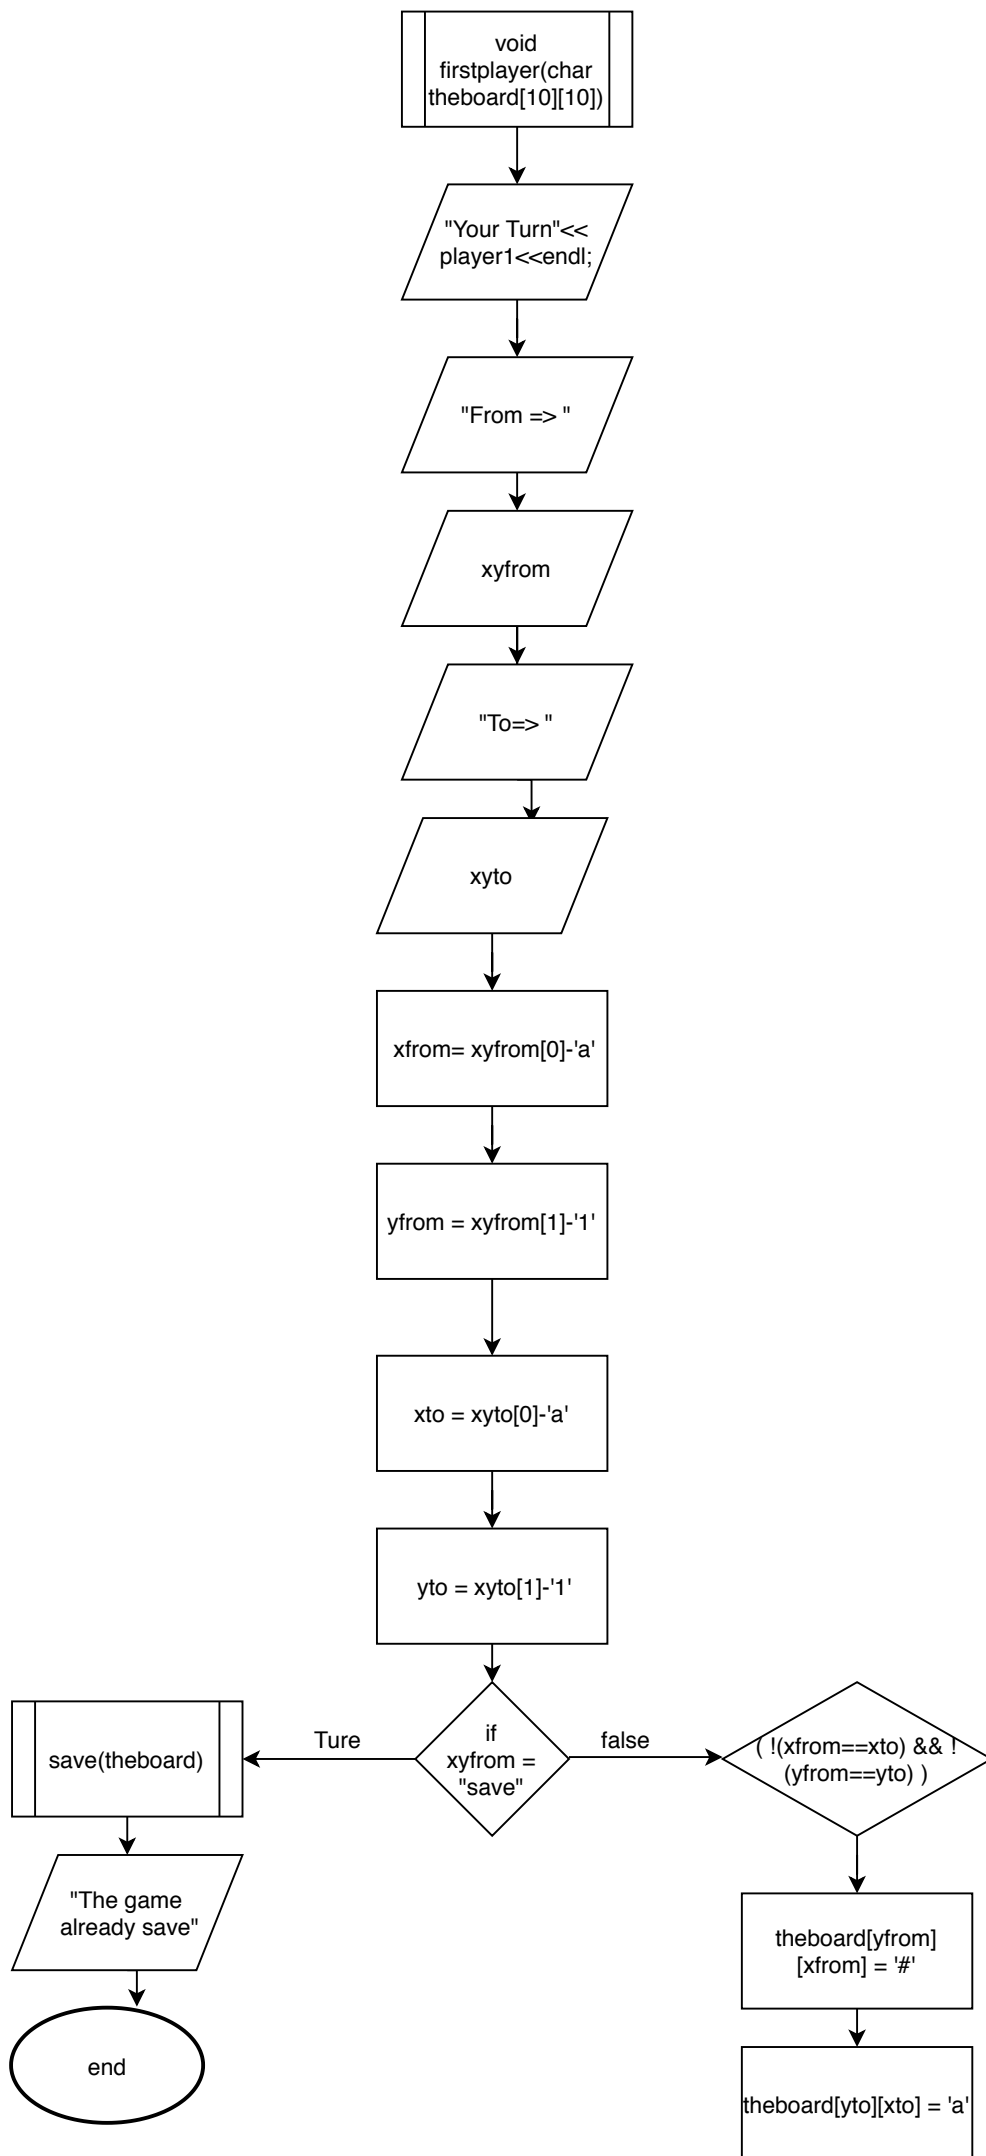 void
firstplayer(char
theboard[10][10])
"Your Turn"<<
player1<<endl;
"From => "
xyfrom
"To=> "
xyto
xfrom= xyfrom[0]-'a'
yfrom = xyfrom[1]-'1'
xto = xyto[0]-'a'
yto = xyto[1]-'1'
if
xyfrom =
"save"
Ture
false
save(theboard)
( !(xfrom==xto) && !
(yfrom==yto) )
"The game
already save"
theboard[yfrom]
[xfrom] = '#'
end
theboard[yto][xto] = 'a'